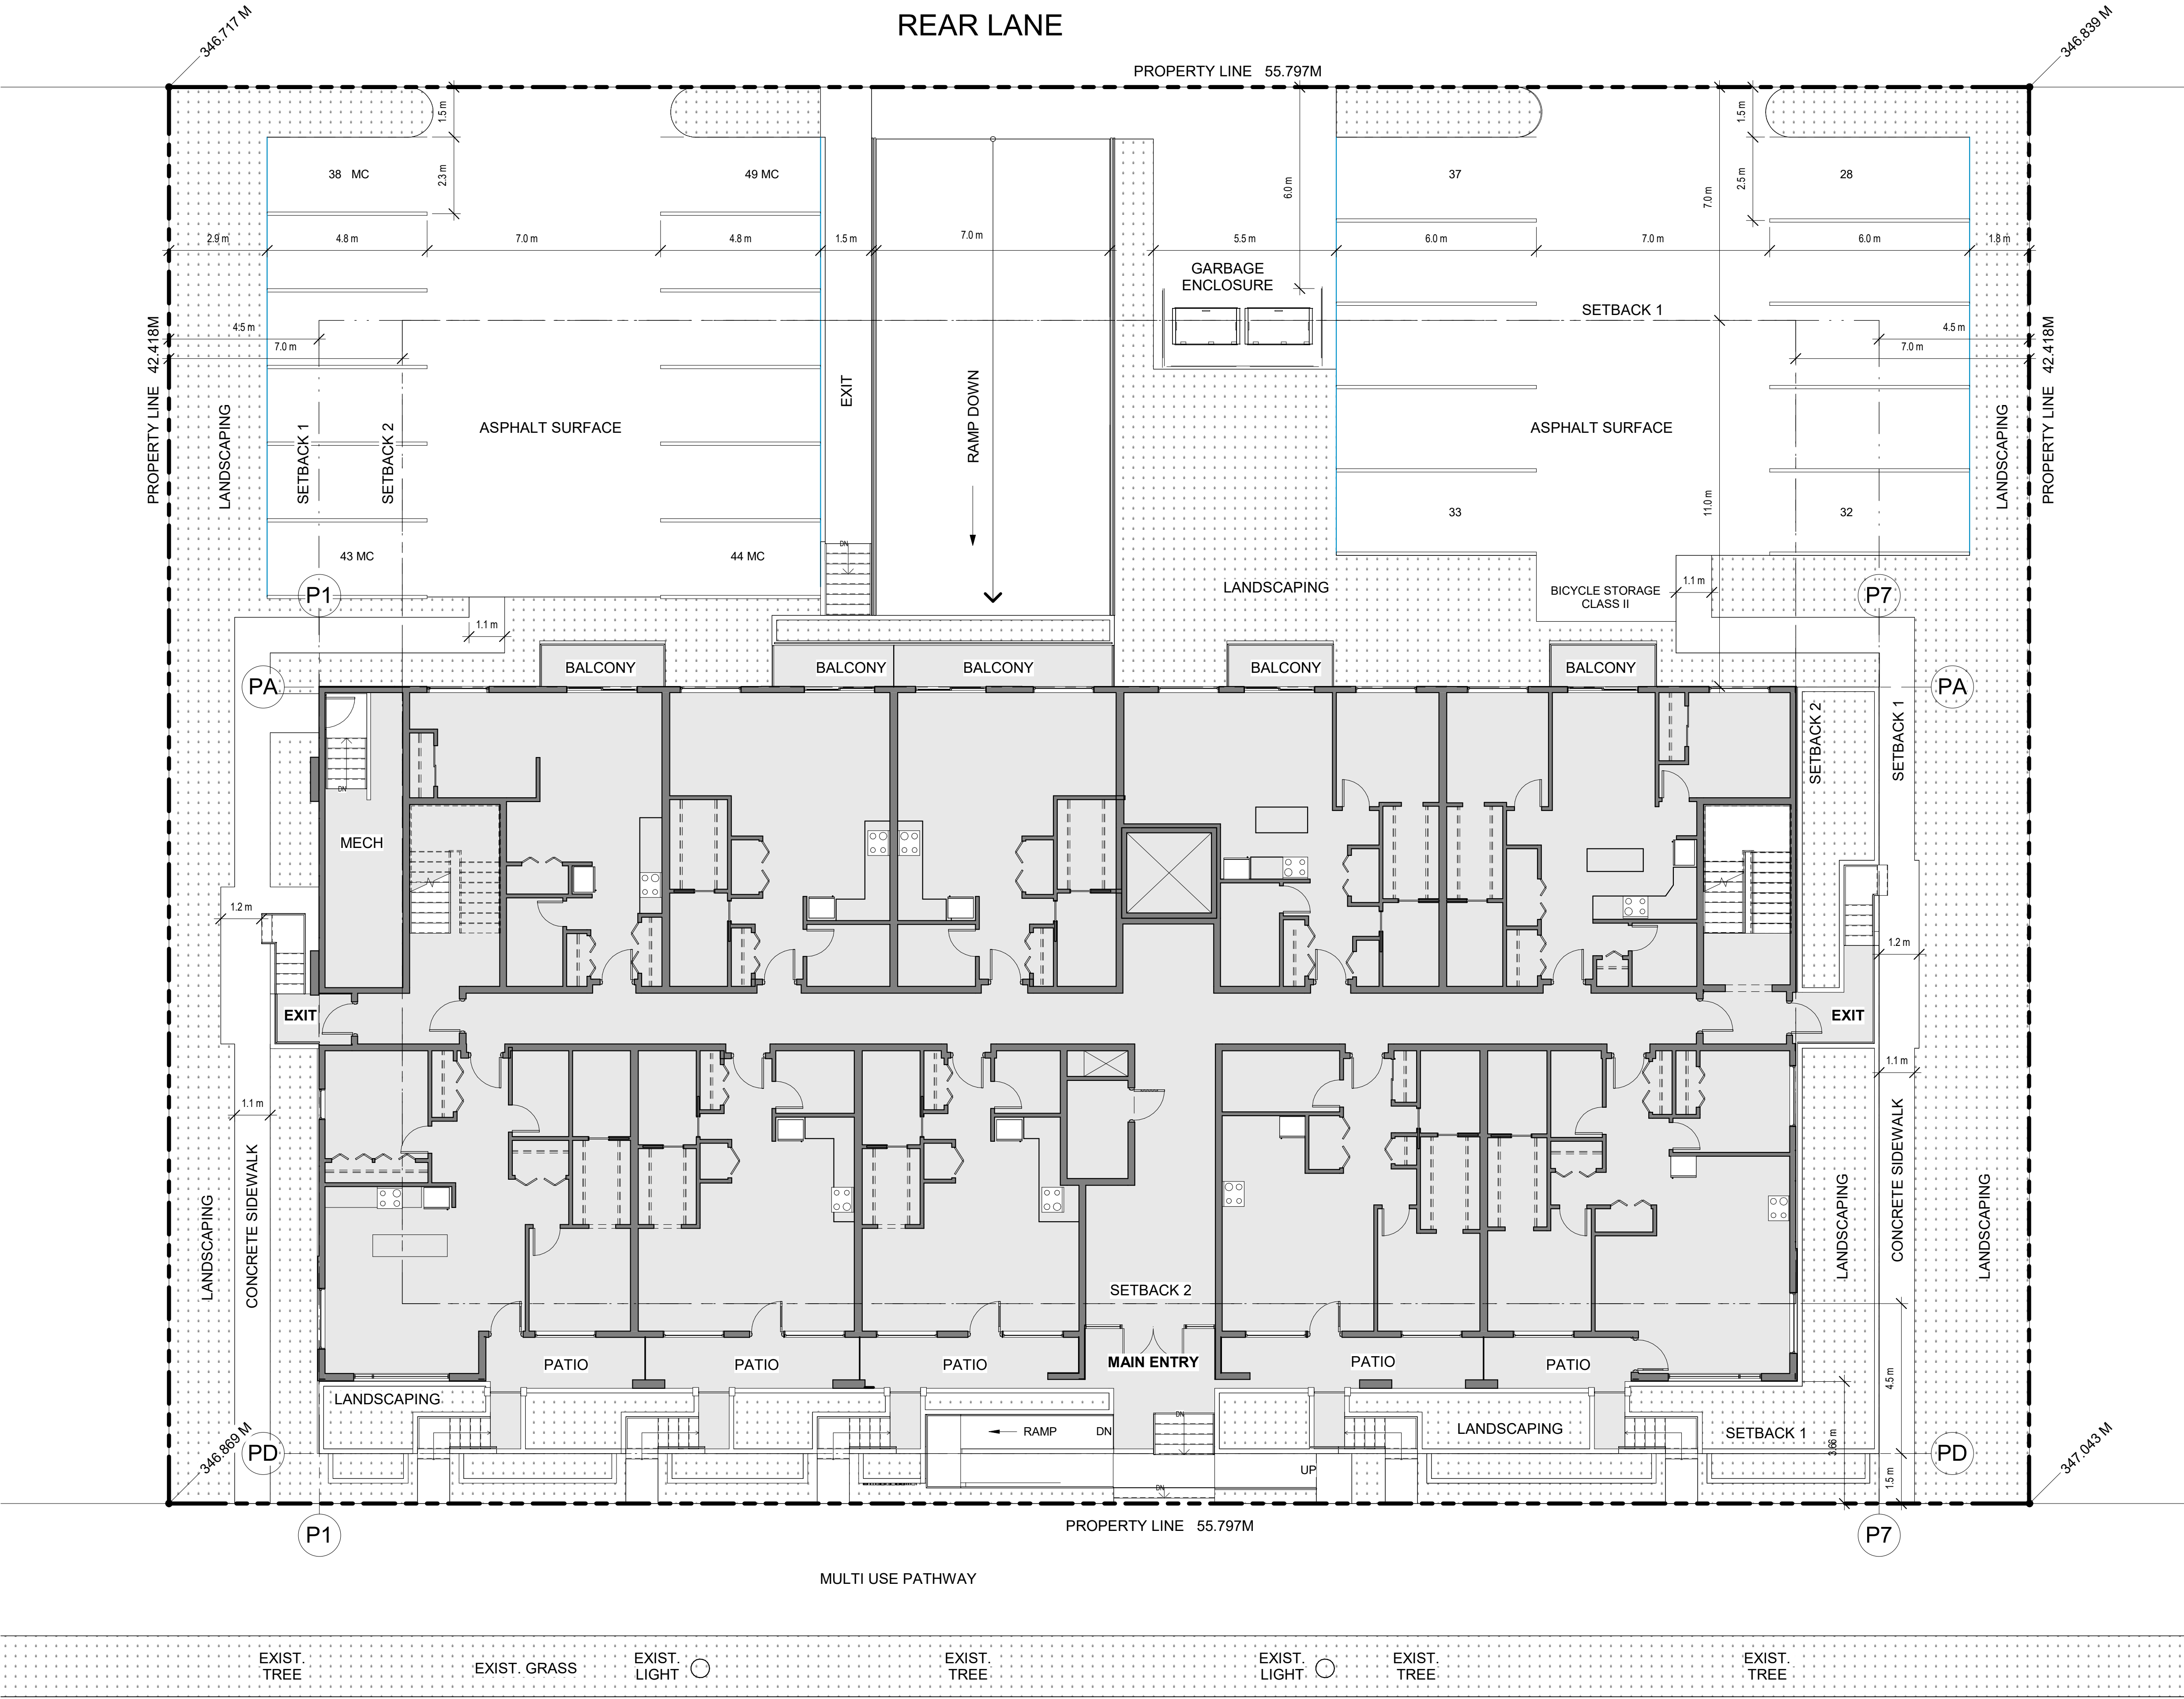 REAR LANE
346.717 M
346.839 M
PROPERTY LINE 55.797M
1.5 m
1.5 m
38 MC
49 MC
37
28
2.3 m
6.0 m
7.0 m
2.5 m
2.9 m
4.8 m
7.0 m
4.8 m
1.5 m
7.0 m
5.5 m
6.0 m
7.0 m
6.0 m
1.8 m
GARBAGE
ENCLOSURE
SETBACK 1
4.5 m
7.0 m
4.5 m
7.0 m
PROPERTY LINE 42.418M
PROPERTY LINE 42.418M
LANDSCAPING
SETBACK 1
SETBACK 2
ASPHALT SURFACE
EXIT
RAMP DOWN
ASPHALT SURFACE
LANDSCAPING
11.0 m
33
32
43 MC
44 MC
DN
P1
LANDSCAPING
BICYCLE STORAGE
CLASS II
1.1 m
P7
1.1 m
BALCONY
BALCONY
BALCONY
BALCONY
BALCONY
PA
PA
SETBACK 2
SETBACK 1
DN
MECH
1.2 m
1.2 m
EXIT
EXIT
1.1 m
1.1 m
LANDSCAPING
CONCRETE SIDEWALK
LANDSCAPING
CONCRETE SIDEWALK
LANDSCAPING
SETBACK 2
PATIO
PATIO
PATIO
MAIN ENTRY
PATIO
PATIO
4.5 m
LANDSCAPING
DN
RAMP
DN
LANDSCAPING
SETBACK 1
3.66 m
346.869 M
PD
PD
347.043 M
UP
DN
1.5 m
PROPERTY LINE 55.797M
P1
P7
MULTI USE PATHWAY
EXIST.
TREE
EXIST. GRASS
EXIST.
LIGHT
EXIST.
TREE
EXIST.
LIGHT
EXIST.
TREE
EXIST.
TREE